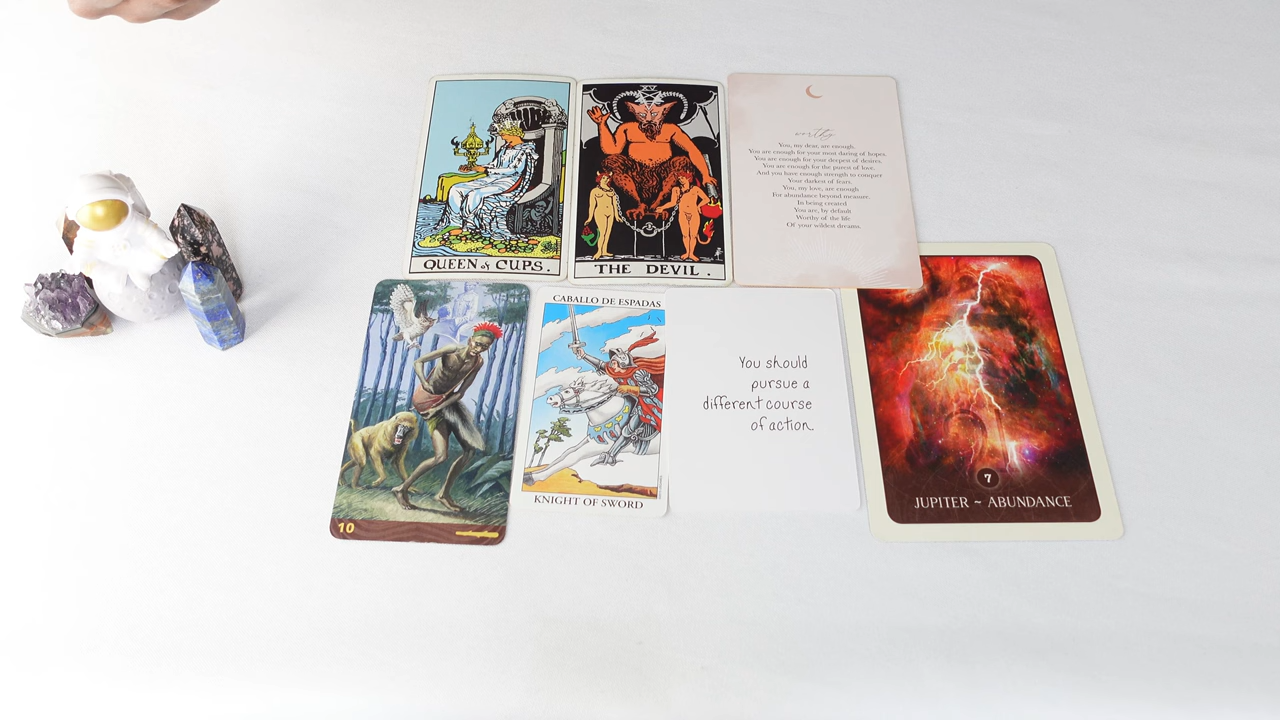 QUEEN of CUPS.
XV
THE DEVIL.
worthy
You, my dear, are enough.
You are enough for your most daring of hopes.
You are enough for your deepest of desires.
You are enough for the purest of love.
And you have enough strength to conquer
Your darkest of fears.
You, my love, are enough
For abundance beyond measure.
In being created
You are, by default
Worthy of the life
Of your wildest dreams.
10
CABALLO DE ESPADAS
KNIGHT OF SWORD
You should
pursue a
different course
of action.
7
JUPITER ~ ABUNDANCE